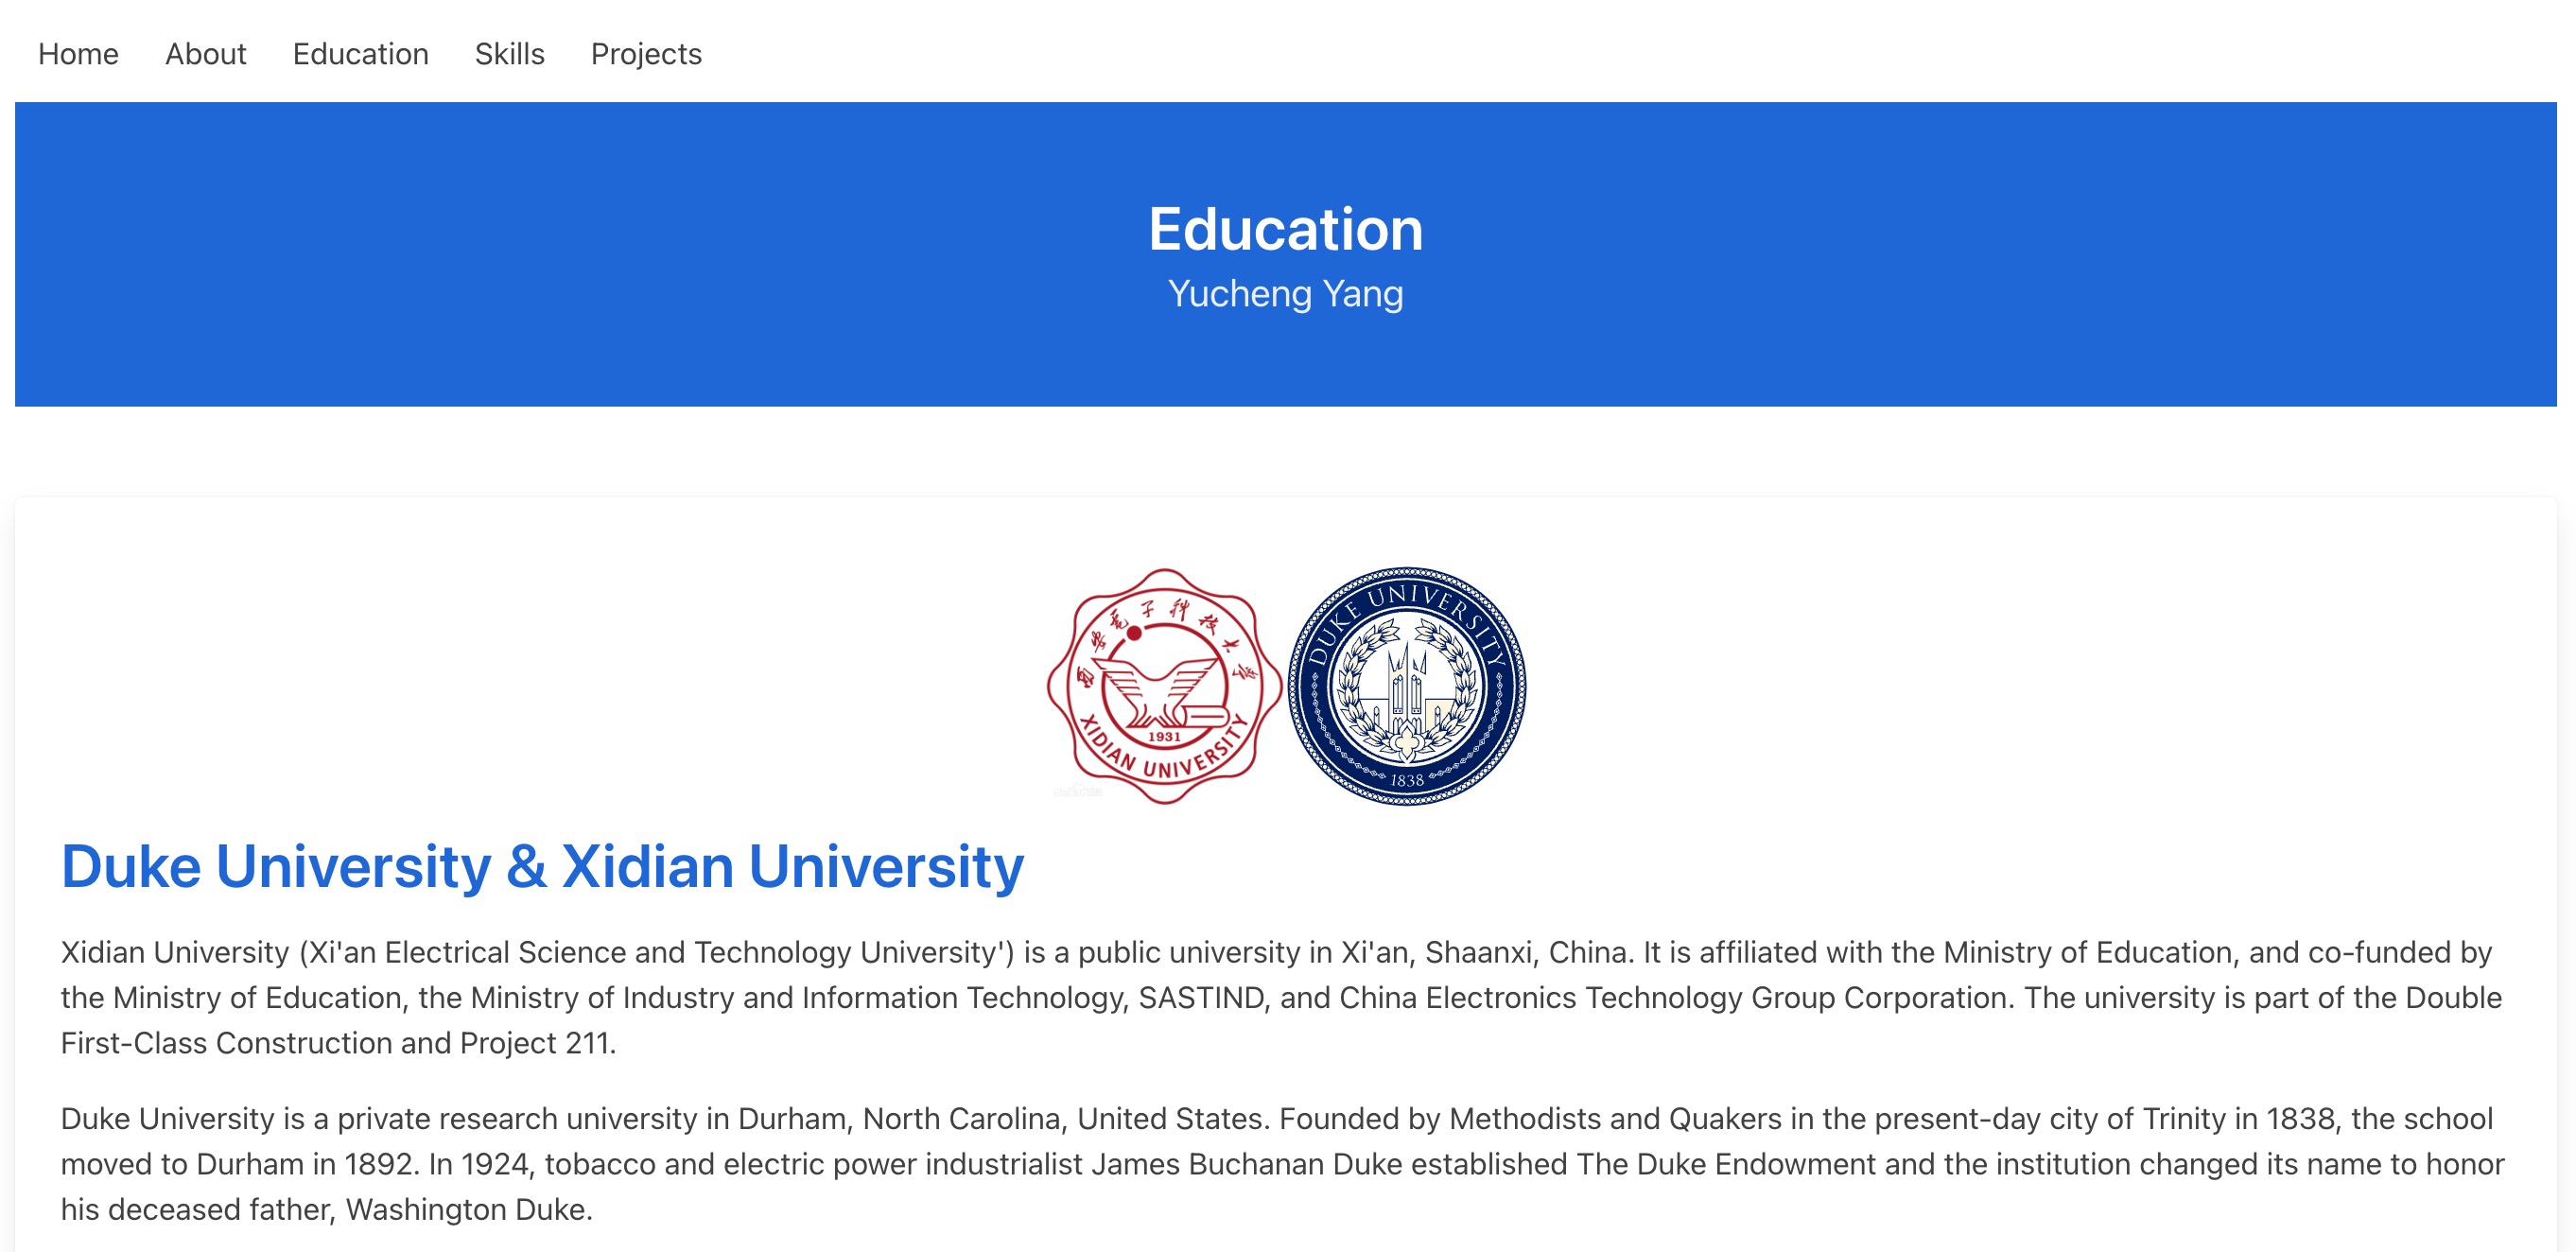 Home About Education Skills Projects
Education
Yucheng Yang
西安电子科技大学
1931
XIDIAN UNIVERSITY
DUKE UNIVERSITY
1838
Duke University & Xidian University
Xidian University (Xi'an Electrical Science and Technology University') is a public university in Xi'an, Shaanxi, China. It is affiliated with the Ministry of Education, and co-funded by
the Ministry of Education, the Ministry of Industry and Information Technology, SASTIND, and China Electronics Technology Group Corporation. The university is part of the Double
First-Class Construction and Project 211.
Duke University is a private research university in Durham, North Carolina, United States. Founded by Methodists and Quakers in the present-day city of Trinity in 1838, the school
moved to Durham in 1892. In 1924, tobacco and electric power industrialist James Buchanan Duke established The Duke Endowment and the institution changed its name to honor
his deceased father, Washington Duke.